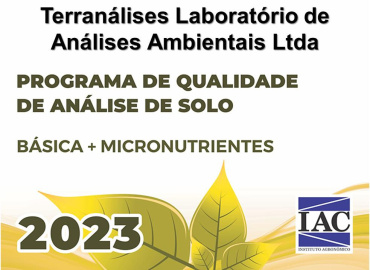 Terranálises Laboratório de
Análises Ambientais Ltda
PROGRAMA DE QUALIDADE
DE ANÁLISE DE SOLO
BÁSICA + MICRONUTRIENTES
2023
IAC
INSTITUTO AGRONÔMICO